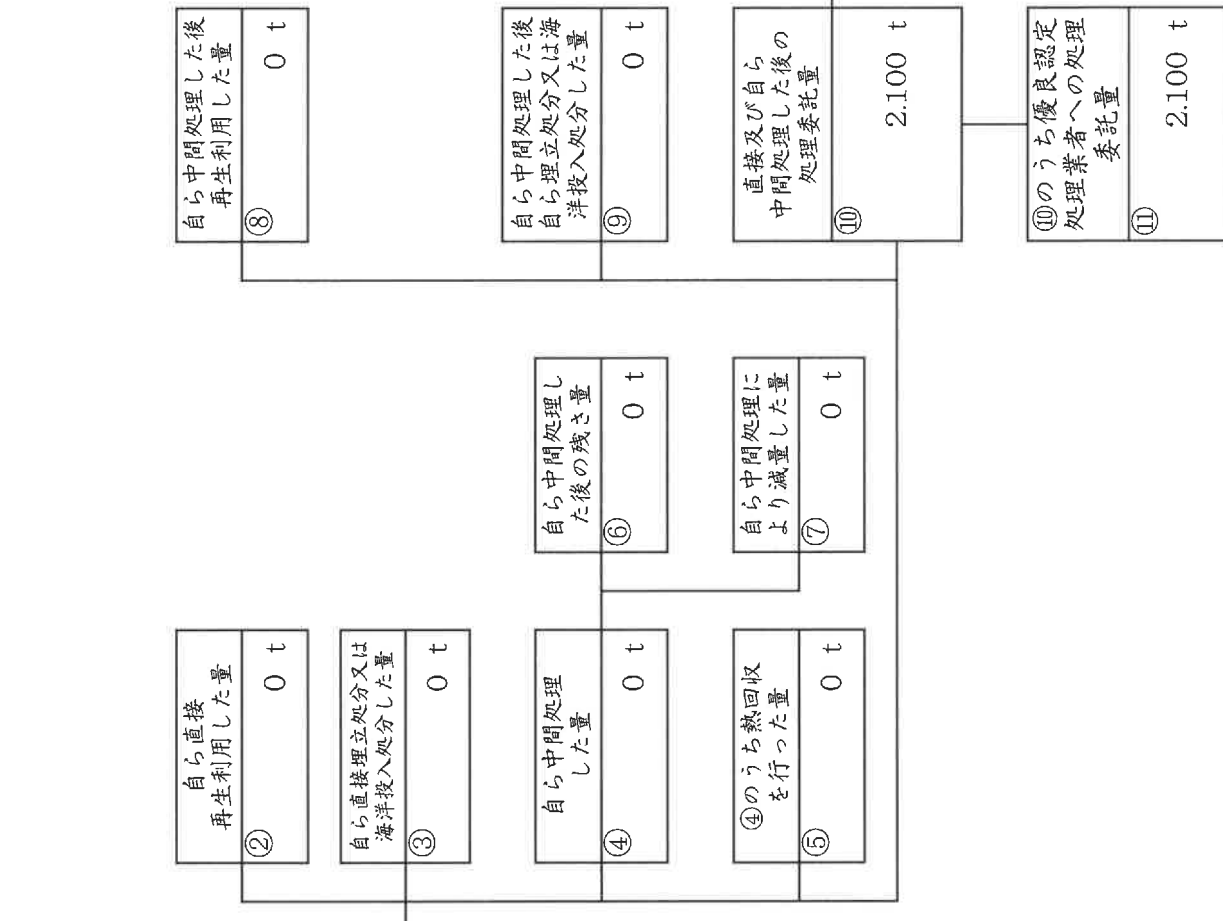 自ら直接
再生利用した量
②
0 t
自ら直接埋立処分又は
海洋投入処分した量
③
0 t
自ら中間処理
した量
④
0 t
④のうち熱回収
を行った量
⑤
0 t
自ら中間処理し
た後の残さ量
⑥
0 t
自ら中間処理に
より減量した量
⑦
0 t
自ら中間処理した後
再生利用した量
⑧
0 t
自ら中間処理した後
自ら埋立処分又は海
洋投入処分した量
⑨
0 t
直接及び自ら
中間処理した後の
処理委託量
⑩
2.100 t
⑩のうち優良認定
処理業者への処理
委託量
⑪
2.100 t